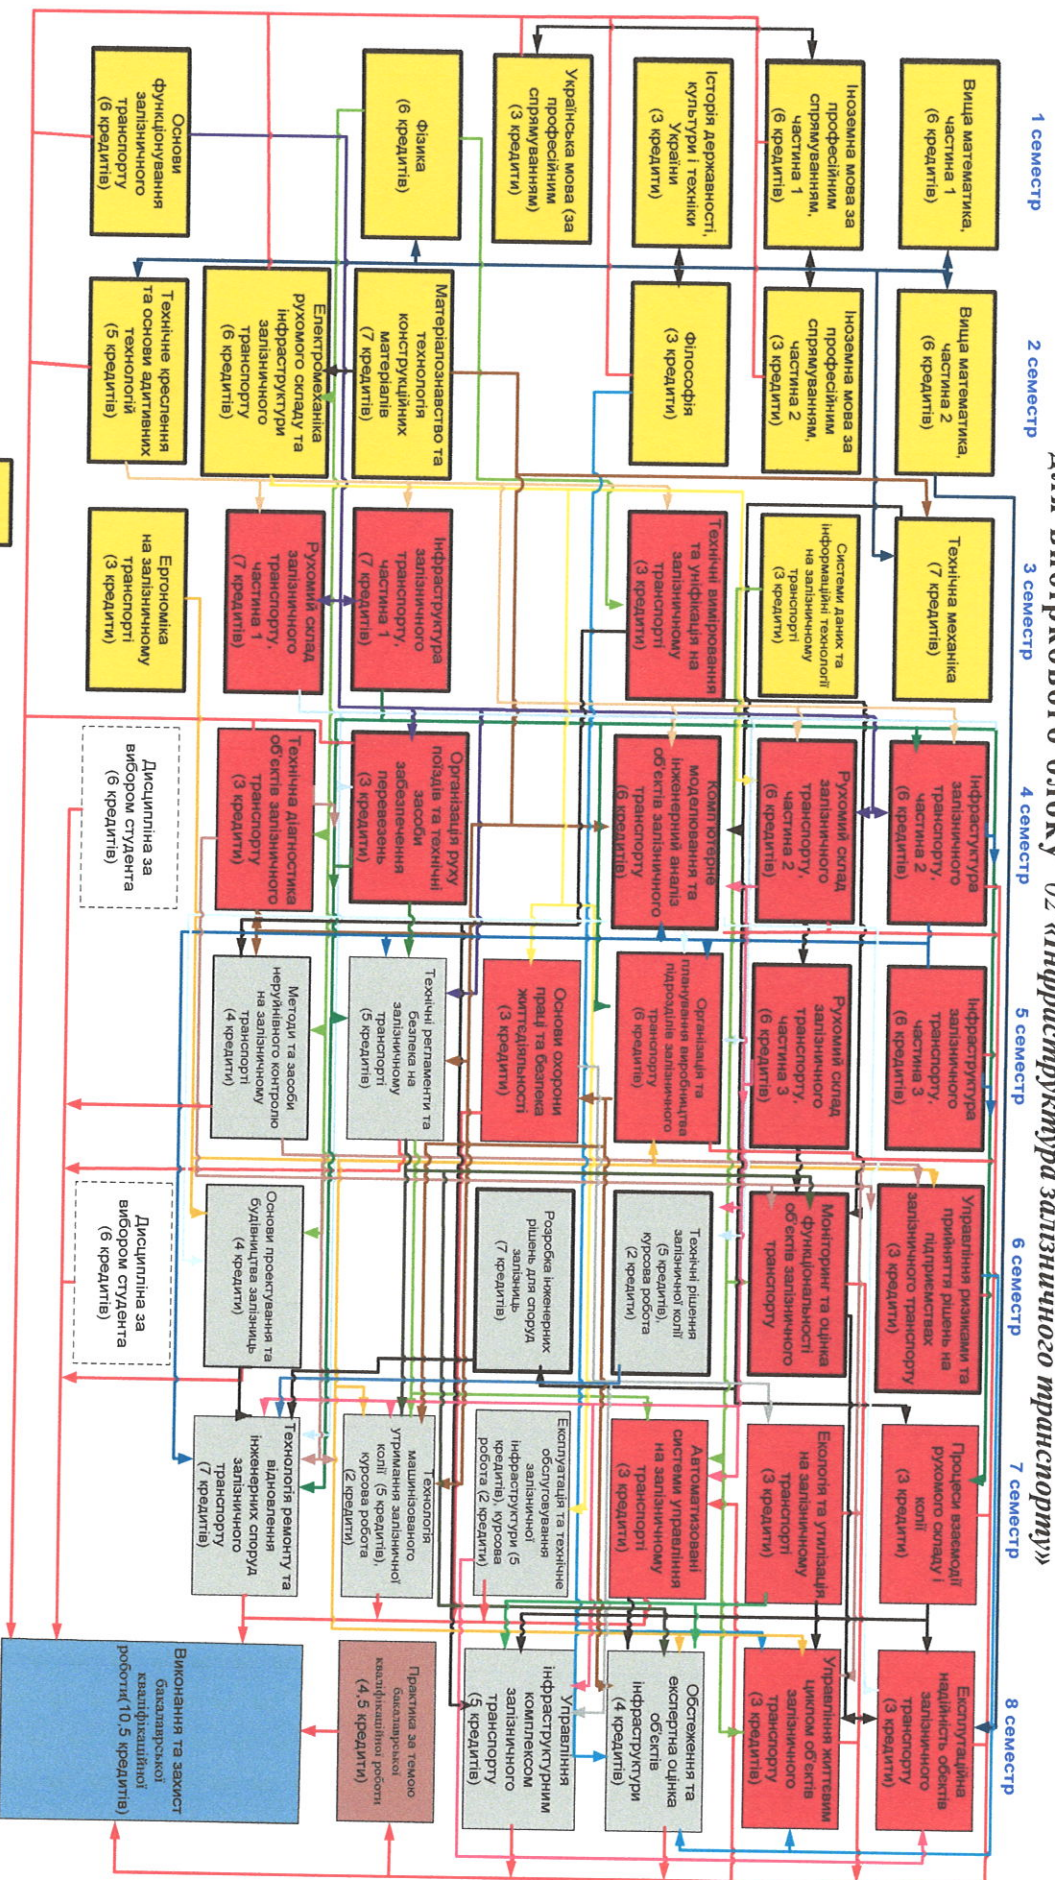 для вибіркового блоку 02 «Інфраструктура залізничного транспорту»
1 семестр
2 семестр
3 семестр
4 семестр
5 семестр
6 семестр
7 семестр
8 семестр
Вища математика,
частина 1
(6 кредитів)
Іноземна мова за
професійним
спрямуванням,
частина 1
(6 кредитів)
Історія державності,
культури і техніки
України
(3 кредити)
Українська мова (за
професійним
спрямуванням)
(3 кредити)
Фізика
(6 кредитів)
Основи
функціонування
залізничного
транспорту
(6 кредитів)
Вища математика,
частина 2
(6 кредитів)
Іноземна мова за
професійним
спрямуванням,
частина 2
(3 кредити)
Філософія
(3 кредити)
Матеріалознавство та
технологія
конструкційних
матеріалів
(7 кредитів)
Електромеханіка
рухомого складу та
інфраструктури
залізничного
транспорту
(6 кредитів)
Технічне креслення
та основи адитивних
технологій
(5 кредитів)
Технічна механіка
(7 кредитів)
Системи даних та
інформаційні технології
на залізничному
транспорті
(3 кредити)
Технічні вимірювання
та уніфікація на
залізничному
транспорті
(3 кредити)
Інфраструктура
залізничного
транспорту,
частина 1
(7 кредитів)
Рухомий склад
залізничного
транспорту,
частина 1
(7 кредитів)
Ергономіка
на залізничному
транспорті
(3 кредити)
Інфраструктура
залізничного
транспорту,
частина 2
(6 кредитів)
Рухомий склад
залізничного
транспорту,
частина 2
(6 кредитів)
Комп'ютерне
моделювання та
інженерний аналіз
об'єктів залізничного
транспорту
(6 кредитів)
Організація руху
поїздів та технічні
засоби
забезпечення
перевезень
(3 кредити)
Технічна діагностика
об'єктів залізничного
транспорту
(3 кредити)
Дисципліна за
вибором студента
(6 кредитів)
Інфраструктура
залізничного
транспорту,
частина 3
(6 кредитів)
Рухомий склад
залізничного
транспорту,
частина 3
(6 кредитів)
Організація та
планування виробництва
підрозділів залізничного
транспорту
(6 кредитів)
Основи охорони
праці та безпека
життєдіяльності
(3 кредити)
Технічні регламенти та
безпека на
залізничному
транспорті
(5 кредитів)
Методи та засоби
неруйнівного контролю
на залізничному
транспорті
(4 кредити)
Управління ризиками та
прийняття рішень на
підприємствах
залізничного транспорту
(3 кредити)
Моніторинг та оцінка
функціональності
об'єктів залізничного
транспорту
Технічні рішення
залізничної колії
(5 кредитів),
курсова робота
(2 кредити)
Розробка інженерних
рішень для споруд
залізниць
(7 кредитів)
Основи проектування та
будівництва залізниць
(4 кредити)
Дисципліна за
вибором студента
(6 кредитів)
Процеси взаємодії
рухомого складу і
колії
(3 кредити)
Екологія та утилізація
на залізничному
транспорті
(3 кредити)
Автоматизовані
системи управління
на залізничному
транспорті
(3 кредити)
Експлуатація та технічне
обслуговування
залізничної
інфраструктури (5
кредитів), курсова
робота (2 кредити)
Технологія
машинізованого
утримання залізничної
колії (5 кредитів),
курсова робота
(2 кредити)
Технологія ремонту та
відновлення
інженерних споруд
залізничного
транспорту
(7 кредитів)
Експлутаційна
надійність обєктів
залізничного
транспорту
(3 кредити)
Управління життєвим
циклом об'єктів
залізничного
транспорту
(3 кредити)
Обстеження та
експертна оцінка
об'єктів
інфраструктури
(4 кредити)
Управління
інфраструктурним
комплексом
залізничного
транспорту
(5 кредитів)
Практика за темою
бакалаврської
кваліфікаційної роботи
(4,5 кредити)
Виконання та захист
бакалаврської
кваліфікаційної
роботи(10,5 кредитів)